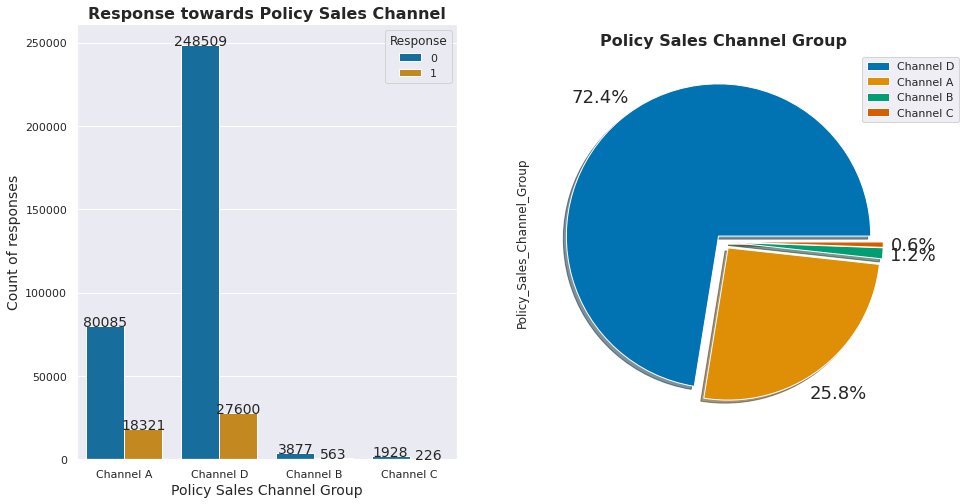 Response towards Policy Sales Channel
Count of responses
250000
200000
150000
100000
50000
0
Response
0
1
248509
80085
27600
18321
3877
563
1928
226
Channel A
Channel D
Channel B
Channel C
Policy Sales Channel Group
Policy Sales Channel Group
Policy_Sales_Channel_Group
Channel D
Channel A
Channel B
Channel C
72.4%
0.6%
1.2%
25.8%